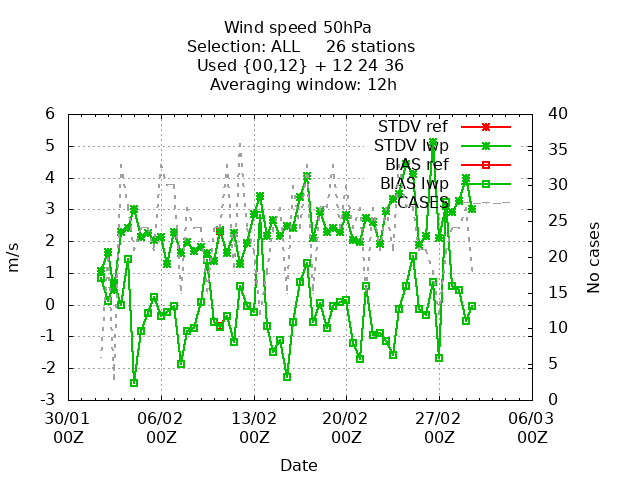 Wind speed 50hPa
Selection: ALL     26 stations
Used {00,12} + 12 24 36
Averaging window: 12h
STDV ref
STDV lwp
BIAS ref
BIAS lwp
CASES
6
5
4
3
2
1
0
-1
-2
-3
m/s
40
35
30
25
20
15
10
5
0
No cases
30/01 06/02 13/02 20/02 27/02 06/03
00Z 00Z 00Z 00Z 00Z 00Z
Date